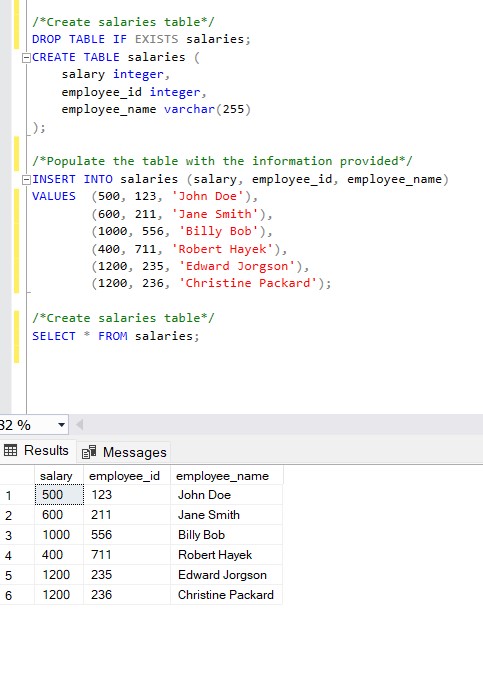 /*Create salaries table*/
DROP TABLE IF EXISTS salaries;
CREATE TABLE salaries (
salary integer,
employee_id integer,
employee_name varchar(255)
);
/*Populate the table with the information provided*/
INSERT INTO salaries (salary, employee_id, employee_name)
VALUES (500, 123, 'John Doe'),
(600, 211, 'Jane Smith'),
(1000, 556, 'Billy Bob'),
(400, 711, 'Robert Hayek'),
(1200, 235, 'Edward Jorgson'),
(1200, 236, 'Christine Packard');
/*Create salaries table*/
SELECT * FROM salaries;
32 %
Results Messages
salary employee_id employee_name
1 500 123 John Doe
2 600 211 Jane Smith
3 1000 556 Billy Bob
4 400 711 Robert Hayek
5 1200 235 Edward Jorgson
6 1200 236 Christine Packard